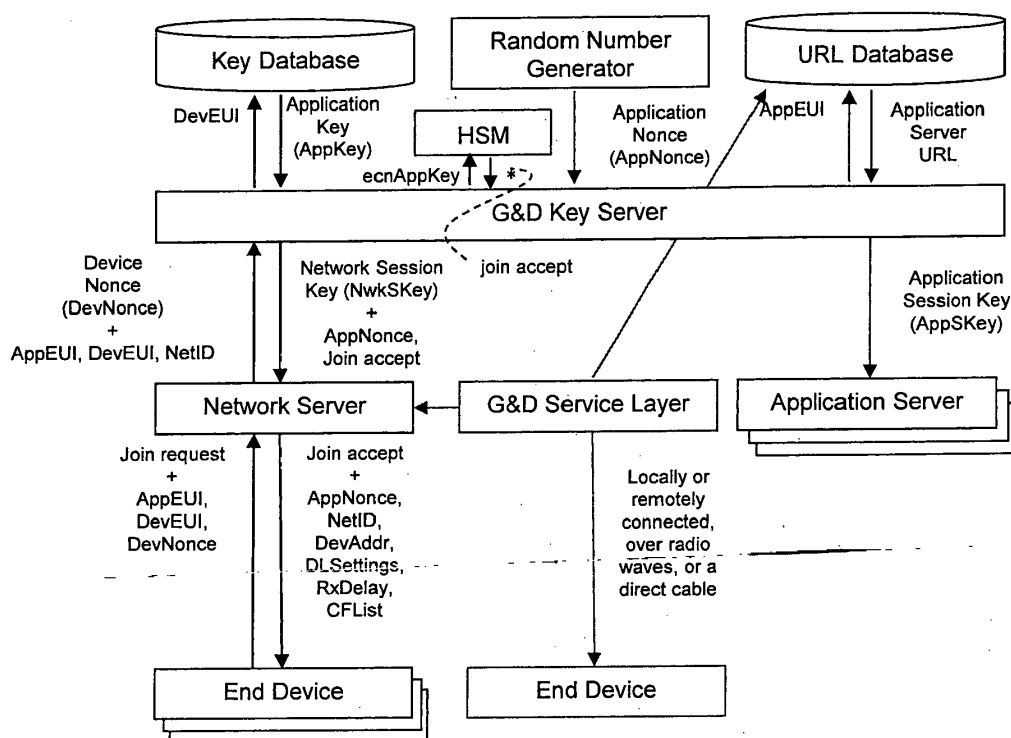 Key Database
Random Number
Generator
URL Database
DevEUI
Application
Key
(AppKey)
HSM
Application
Nonce
(AppNonce)
AppEUI
Application
Server
URL
ecnAppKey
*
G&D Key Server
join accept
Device
Nonce
(DevNonce)
+
AppEUI, DevEUI, NetID
Network Session
Key (NwkSKey)
+
AppNonce,
Join accept
Application
Session Key
(AppSKey)
Network Server
G&D Service Layer
Application Server
Join request
+
AppEUI,
DevEUI,
DevNonce
Join accept
+
AppNonce,
NetID,
DevAddr,
DLSettings,
RxDelay,
CFList
Locally or
remotely
connected,
over radio
waves, or a
direct cable
End Device
End Device